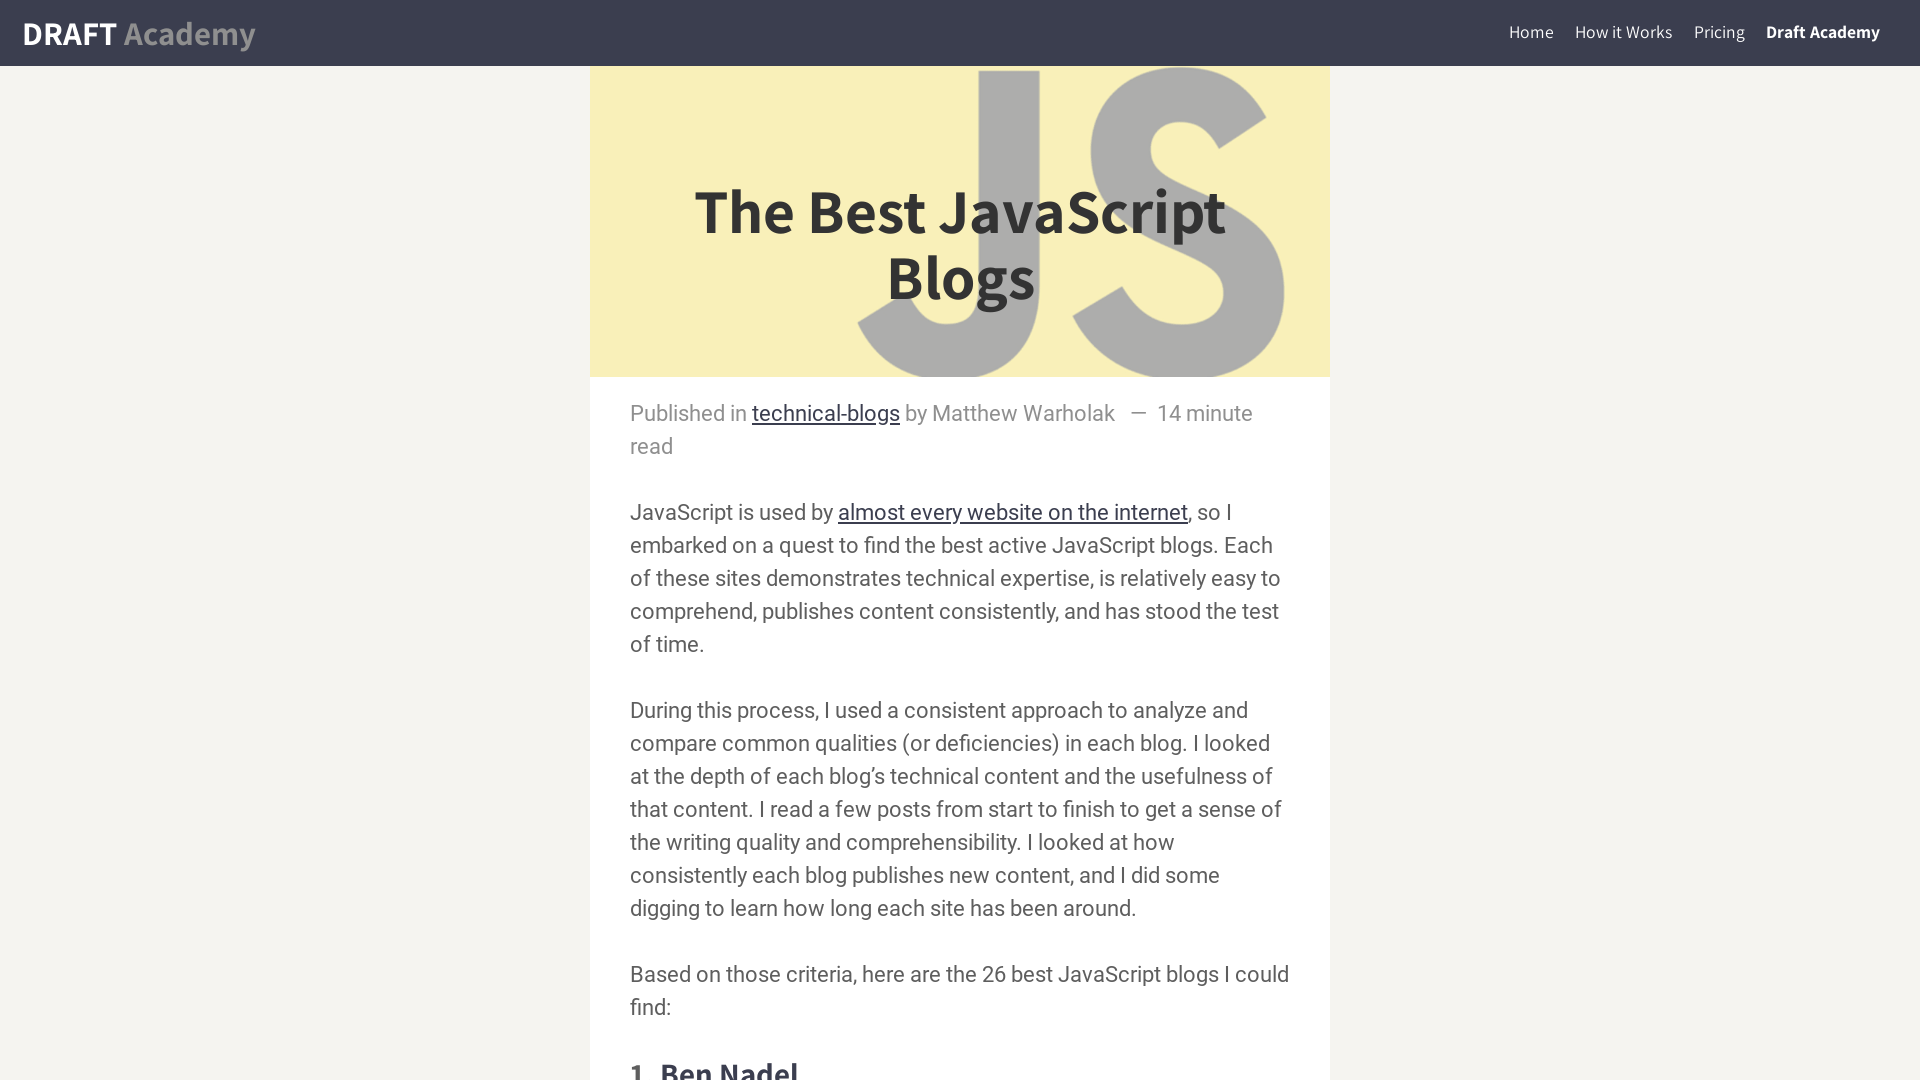 DRAFT Academy
Home How it Works Pricing Draft Academy
JS
The Best JavaScript
Blogs
Published in technical-blogs by Matthew Warholak — 14 minute
read
JavaScript is used by almost every website on the internet, so I
embarked on a quest to find the best active JavaScript blogs. Each
of these sites demonstrates technical expertise, is relatively easy to
comprehend, publishes content consistently, and has stood the test
of time.
During this process, I used a consistent approach to analyze and
compare common qualities (or deficiencies) in each blog. I looked
at the depth of each blog’s technical content and the usefulness of
that content. I read a few posts from start to finish to get a sense of
the writing quality and comprehensibility. I looked at how
consistently each blog publishes new content, and I did some
digging to learn how long each site has been around.
Based on those criteria, here are the 26 best JavaScript blogs I could
find:
1. Ben Nadel